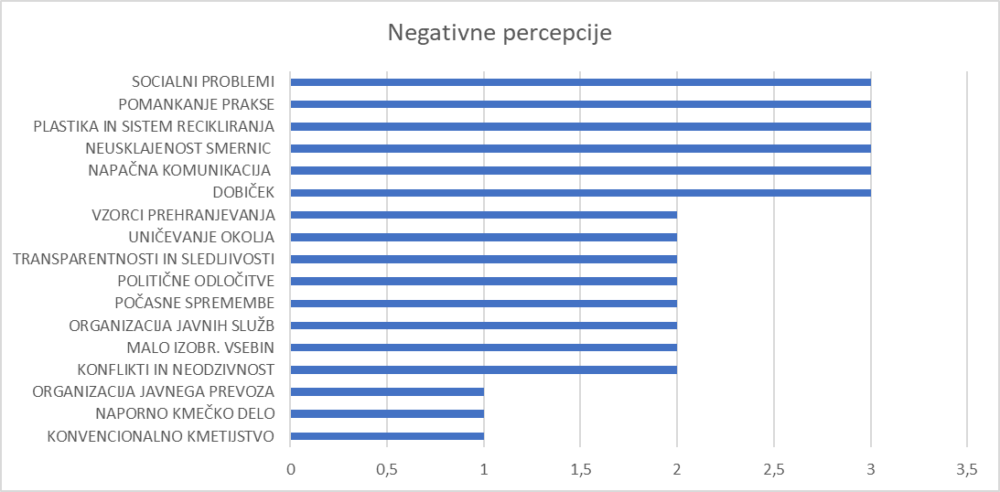 Negativne percepcije
SOCIALNI PROBLEMI
POMANKANJE PRAKSE
PLASTIKA IN SISTEM RECIKLIRANJA
NEUSKLAJENOST SMERNIC
NAPAČNA KOMUNIKACIJA
DOBIČEK
VZORCI PREHRANJEVANJA
UNIČEVANJE OKOLJA
TRANSPARENTNOSTI IN SLEDLJIVOSTI
POLITIČNE ODLOČITVE
POČASNE SPREMEMBE
ORGANIZACIJA JAVNIH SLUŽB
MALO IZOBR. VSEBIN
KONFLIKTI IN NEODZIVNOST
ORGANIZACIJA JAVNEGA PREVOZA
NAPORNO KMEČKO DELO
KONVENCIONALNO KMETIJSTVO
0 0,5 1 1,5 2 2,5 3 3,5